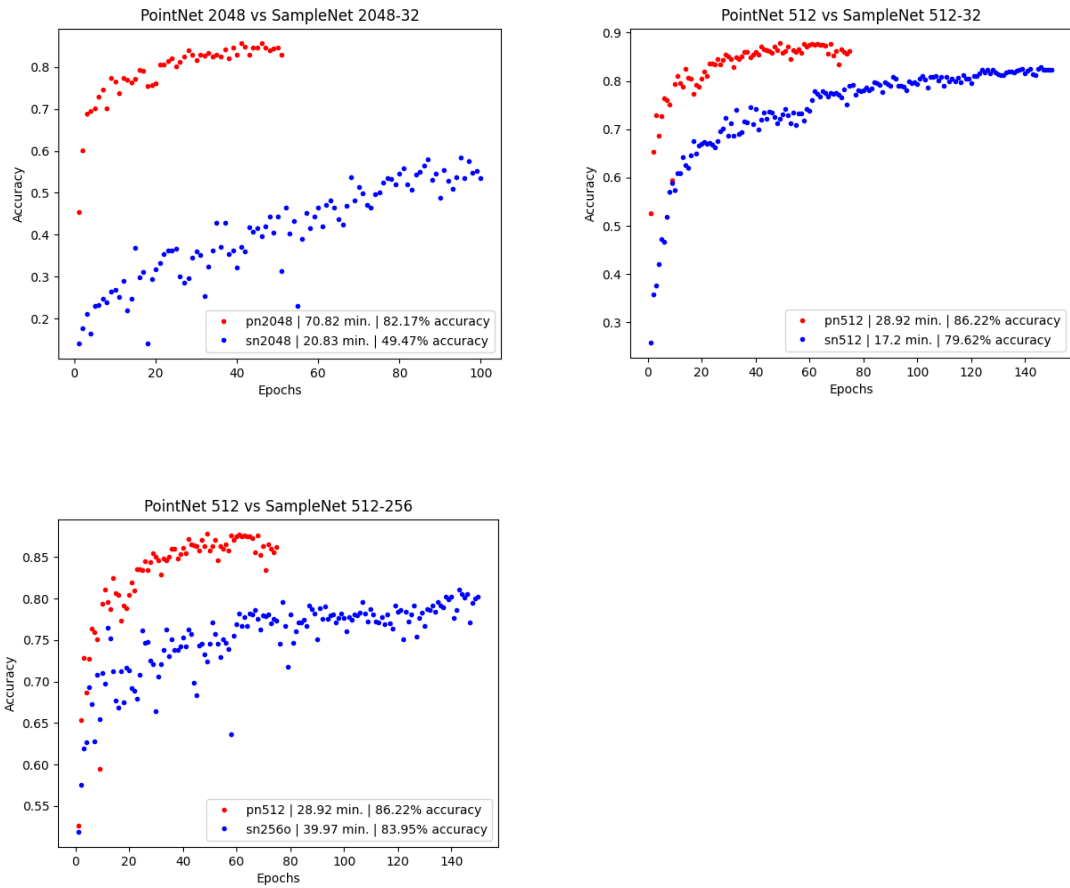 PointNet 2048 vs SampleNet 2048-32
Accuracy
0.8
0.7
0.6
0.5
0.4
0.3
0.2
pn2048 | 70.82 min. | 82.17% accuracy
sn2048 | 20.83 min. | 49.47% accuracy
0 20 40 60 80 100
Epochs
PointNet 512 vs SampleNet 512-32
Accuracy
0.9
0.8
0.7
0.6
0.5
0.4
0.3
pn512 | 28.92 min. | 86.22% accuracy
sn512 | 17.2 min. | 79.62% accuracy
0 20 40 60 80 100 120 140
Epochs
PointNet 512 vs SampleNet 512-256
Accuracy
0.85
0.80
0.75
0.70
0.65
0.60
0.55
pn512 | 28.92 min. | 86.22% accuracy
sn256o | 39.97 min. | 83.95% accuracy
0 20 40 60 80 100 120 140
Epochs